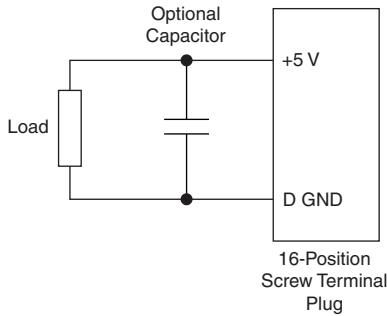 Optional
Capacitor
+5 V
Load
D GND
16-Position
Screw Terminal
Plug